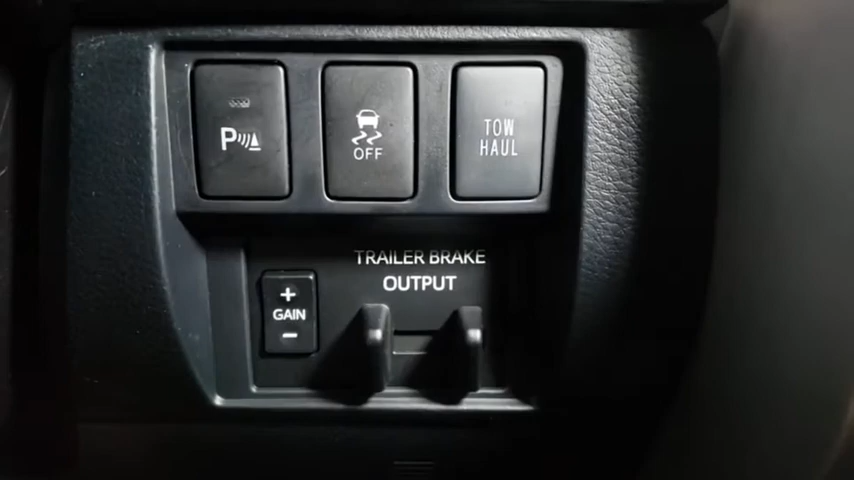 P
OFF
TOW
HAUL
TRAILER BRAKE
OUTPUT
+
GAIN
-